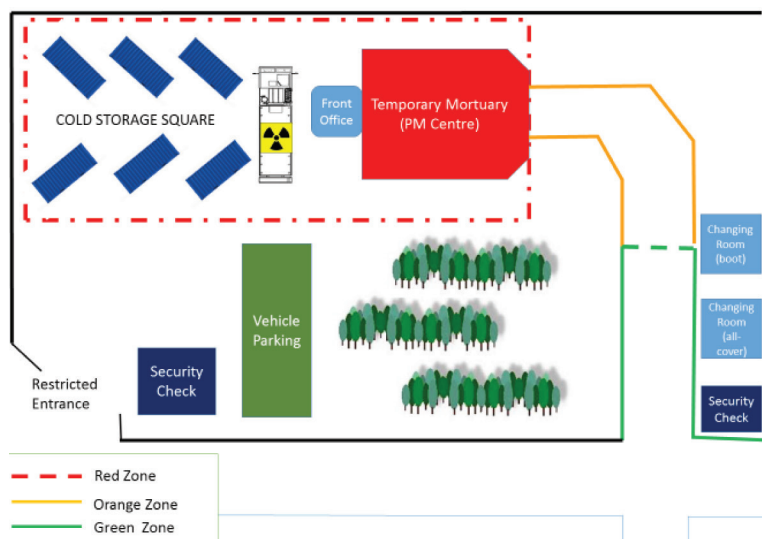 COLD STORAGE SQUARE
Front
Office
Temporary Mortuary
(PM Centre)
Changing
Room
(boot)
Vehicle
Parking
Changing
Room
(all-
cover)
Security
Check
Restricted
Entrance
Security
Check
Red Zone
Orange Zone
Green Zone